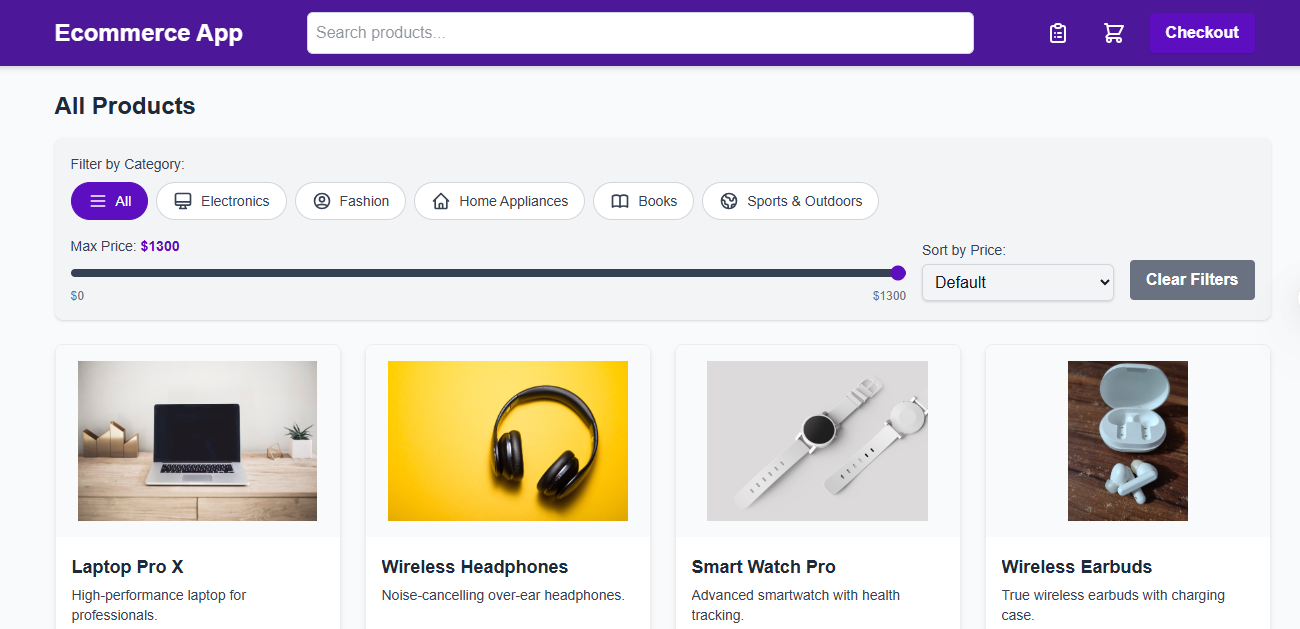 Ecommerce App
Search products...
Checkout
All Products
Filter by Category:
All
Electronics
Fashion
Home Appliances
Books
Sports & Outdoors
Max Price: $1300
$0
$1300
Sort by Price:
Default
Clear Filters
Laptop Pro X
High-performance laptop for
professionals.
Wireless Headphones
Noise-cancelling over-ear headphones.
Smart Watch Pro
Advanced smartwatch with health
tracking.
Wireless Earbuds
True wireless earbuds with charging
case.